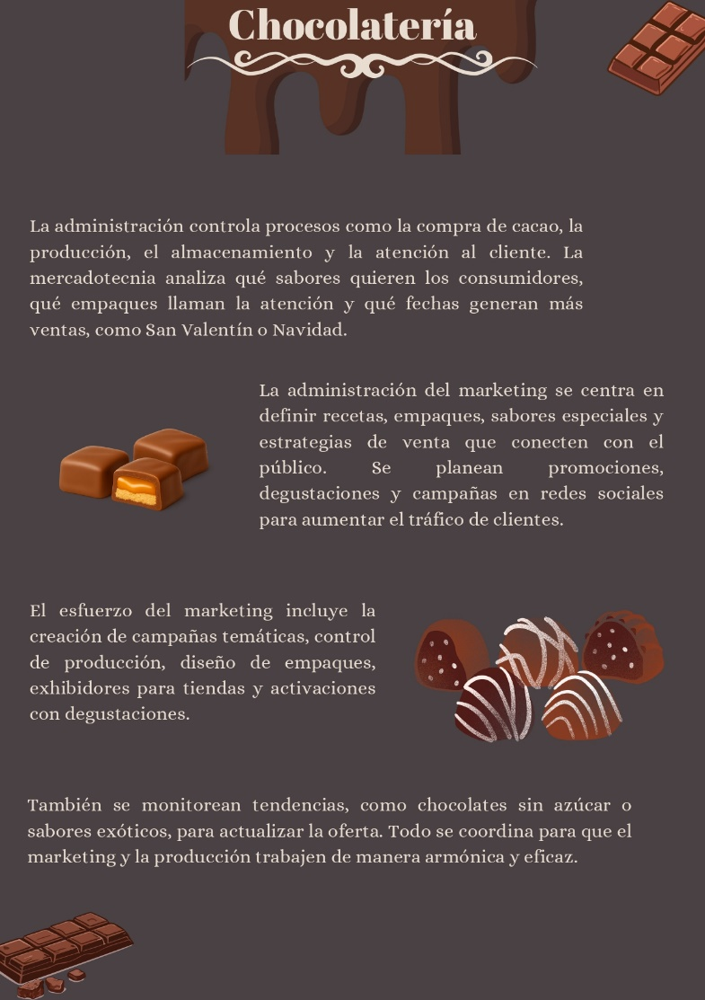 Chocolatería
La administración controla procesos como la compra de cacao, la
producción, el almacenamiento y la atención al cliente. La
mercadotecnia analiza qué sabores quieren los consumidores,
qué empaques llaman la atención y qué fechas generan más
ventas, como San Valentín o Navidad.
La administración del marketing se centra en
definir recetas, empaques, sabores especiales y
estrategias de venta que conecten con el
público. Se planean promociones,
degustaciones y campañas en redes sociales
para aumentar el tráfico de clientes.
El esfuerzo del marketing incluye la
creación de campañas temáticas, control
de producción, diseño de empaques,
exhibidores para tiendas y activaciones
con degustaciones.
También se monitorean tendencias, como chocolates sin azúcar o
sabores exóticos, para actualizar la oferta. Todo se coordina para que el
marketing y la producción trabajen de manera armónica y eficaz.